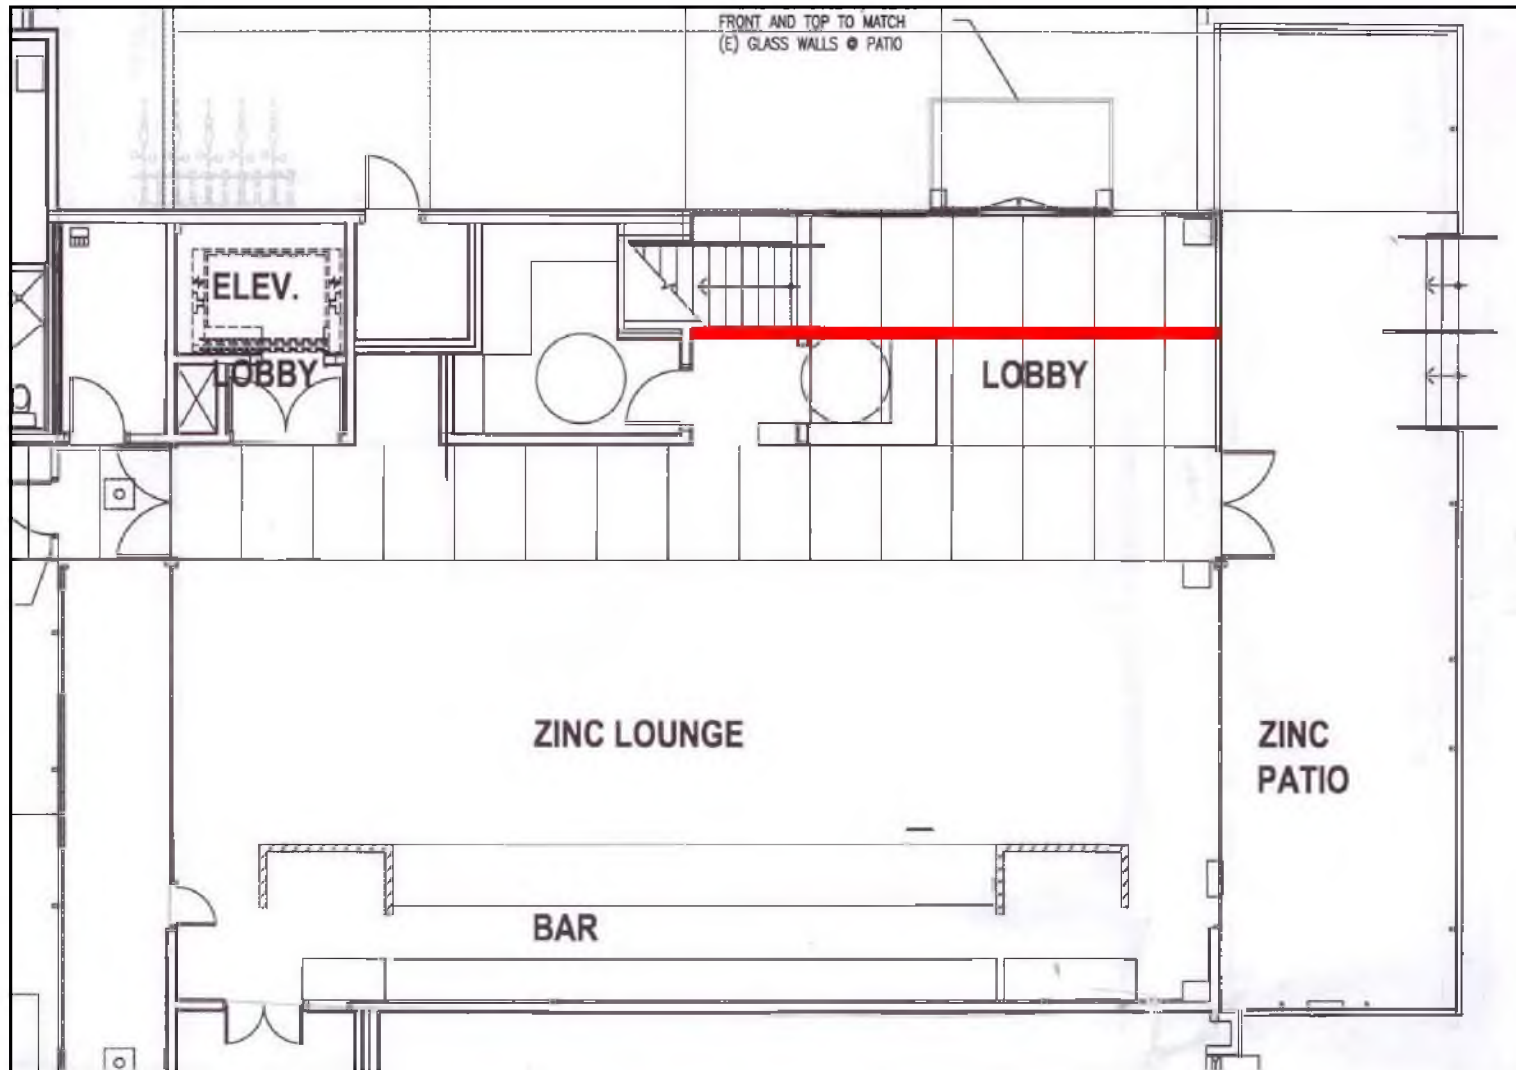 FRONT AND TOP TO MATCH
(E) GLASS WALLS @ PATIO
ELEV.
LOBBY
LOBBY
ZINC LOUNGE
ZINC
PATIO
BAR